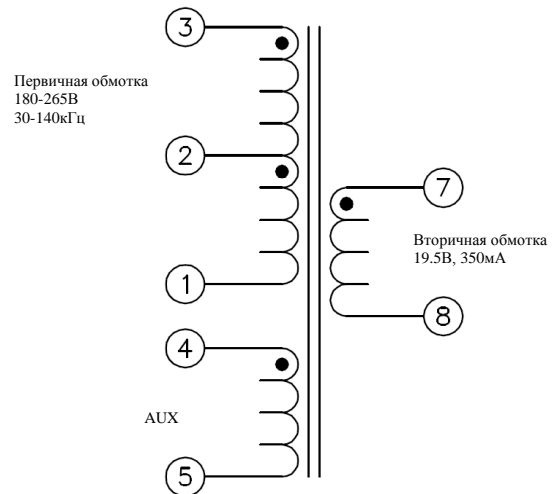 3
Первичная обмотка
180-265В
30-140кГц
2
7
Вторичная обмотка
19.5В, 350мА
1
8
4
AUX
5